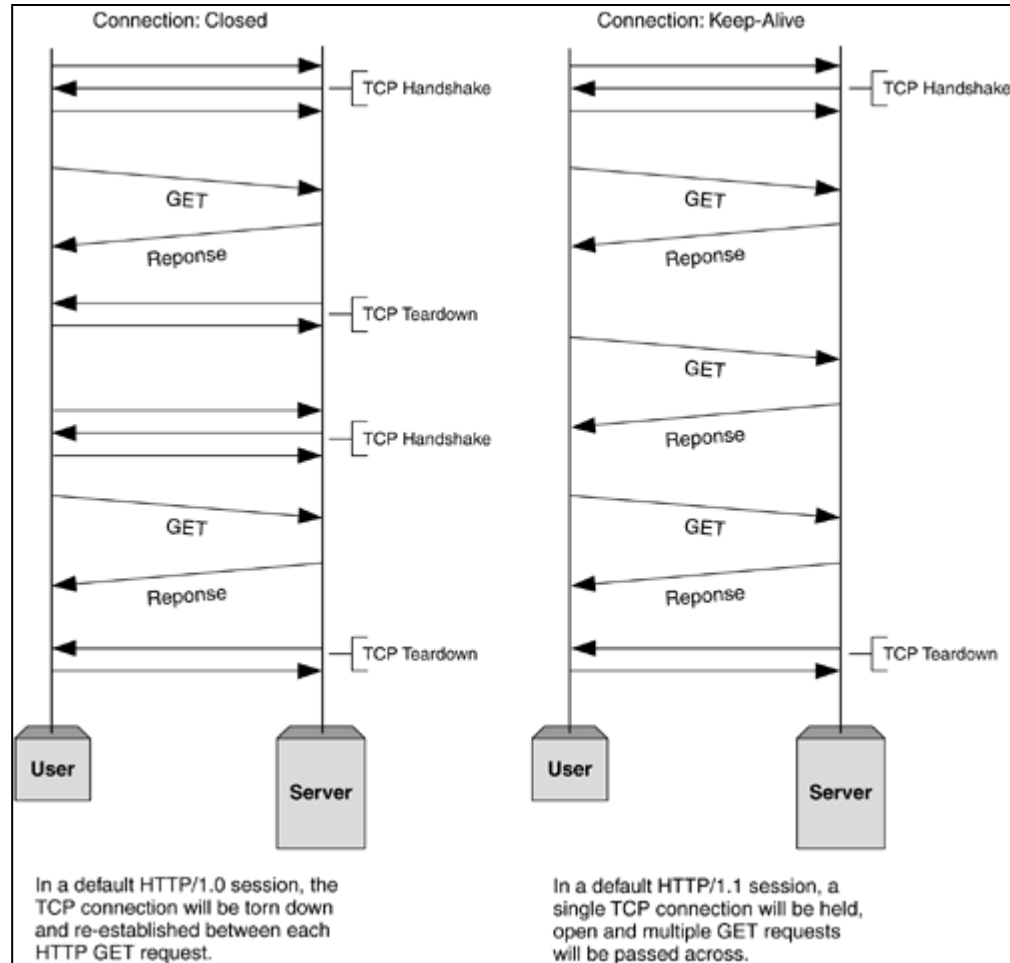 Connection: Closed
TCP Handshake
GET
Reponse
TCP Teardown
TCP Handshake
GET
Reponse
TCP Teardown
User
Server
In a default HTTP/1.0 session, the
TCP connection will be torn down
and re-established between each
HTTP GET request.
Connection: Keep-Alive
TCP Handshake
GET
Reponse
GET
Reponse
GET
Reponse
TCP Teardown
User
Server
In a default HTTP/1.1 session, a
single TCP connection will be held,
open and multiple GET requests
will be passed across.